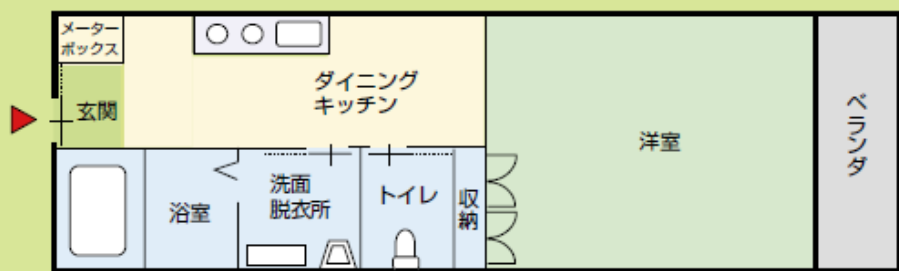 メーター
ボックス
玄関
ダイニング
キッチン
洋室
ベランダ
浴室
洗面
脱衣所
トイレ
収納